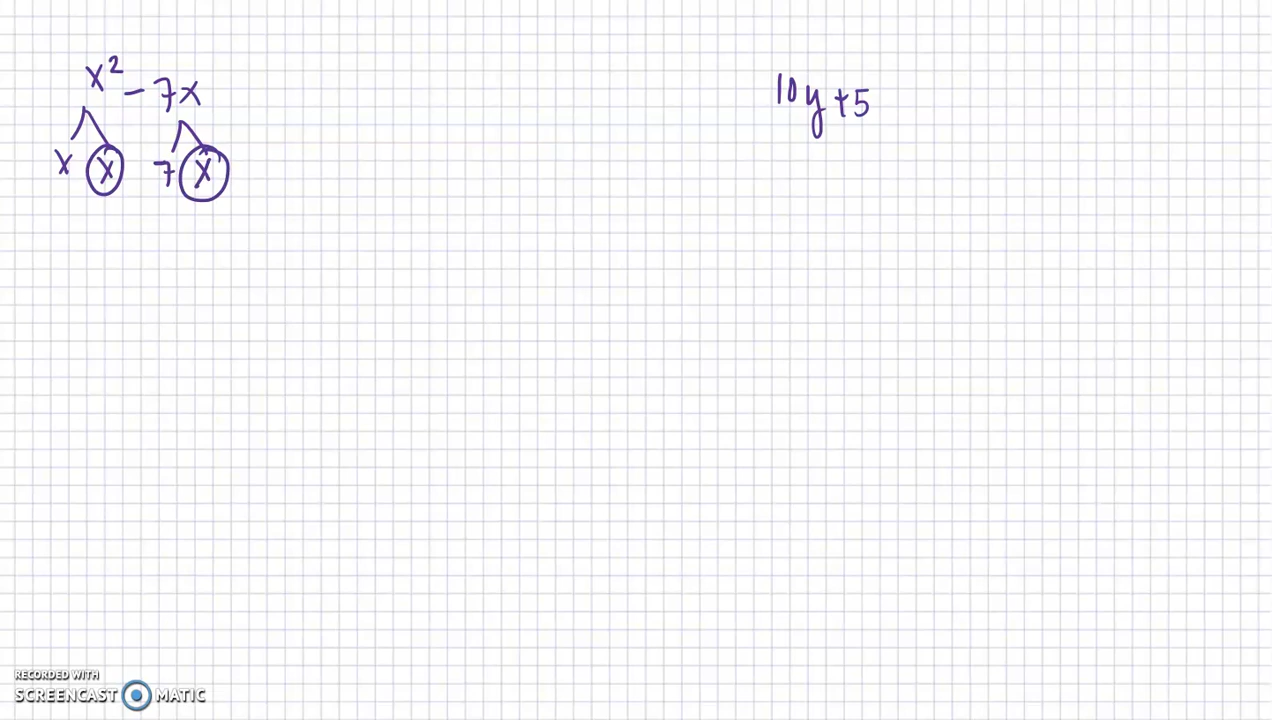 x² - 7x
x x 7 x
10y + 5
RECORDED WITH
SCREENCAST MATIC